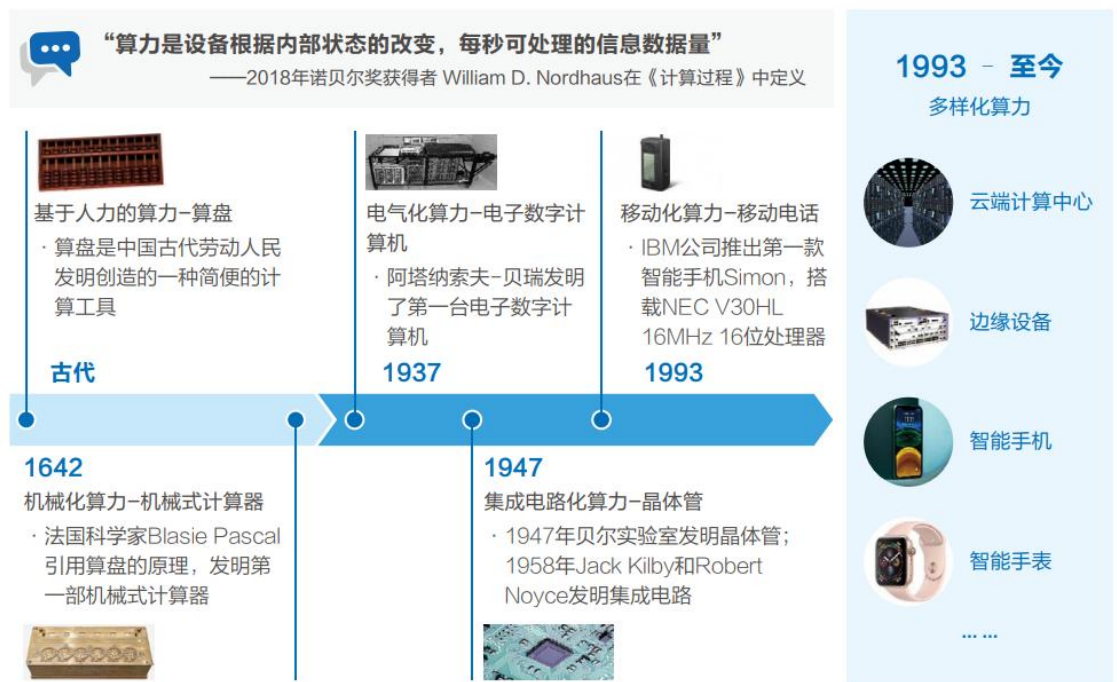 “算力是设备根据内部状态的改变，每秒可处理的信息数据量”
——2018年诺贝尔奖获得者 William D. Nordhaus在《计算过程》中定义
基于人力的算力-算盘
· 算盘是中国古代劳动人民
发明创造的一种简便的计
算工具
古代
电气化算力-电子数字计
算机
· 阿塔纳索夫-贝瑞发明
了第一台电子数字计
算机
1937
移动化算力-移动电话
· IBM公司推出第一款
智能手机Simon，搭
载NEC V30HL
16MHz 16位处理器
1993
1642
机械化算力-机械式计算器
· 法国科学家Blasie Pascal
引用算盘的原理，发明第
一部机械式计算器
1947
集成电路化算力-晶体管
· 1947年贝尔实验室发明晶体管；
1958年Jack Kilby和Robert
Noyce发明集成电路
1993 - 至今
多样化算力
云端计算中心
边缘设备
智能手机
智能手表
... ...